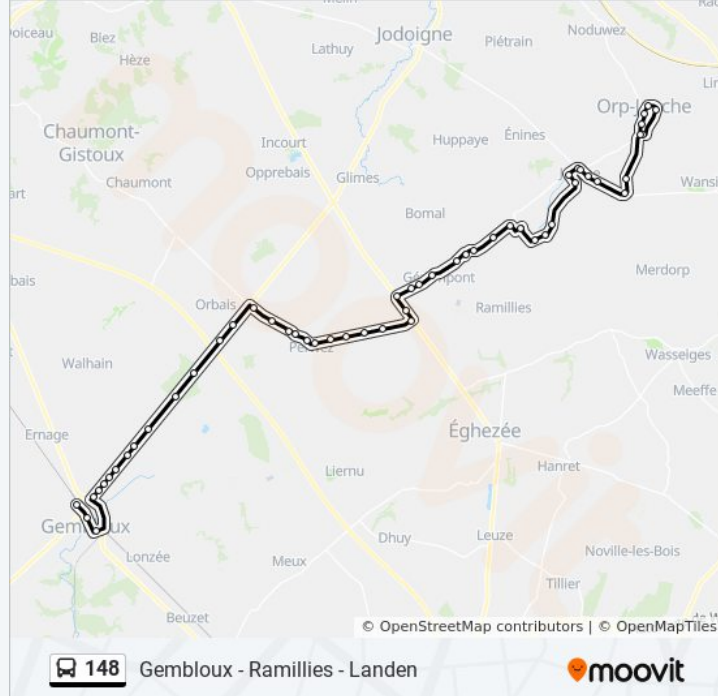 Noduwez
Jodoigne
Blez
Piétrain
Lathuy
Hèze
Orp-Jauche
Chaumont-
Gistoux
Incourt
Énines
Huppaye
Opprebais
Glimes
Chaumont
Bomal
Merdorp
Orbais
Ramillies
Perwez
Wasseiges
Walhain
Meeffe
Éghezée
Ernage
Hanret
Liernu
Gembloux
Dhuy
Leuze
Noville-les-Bois
Lonzée
Meux
Tillier
Beuzet
© OpenStreetMap contributors | © OpenMapTiles
148 Gembloux - Ramillies - Landen
moovit